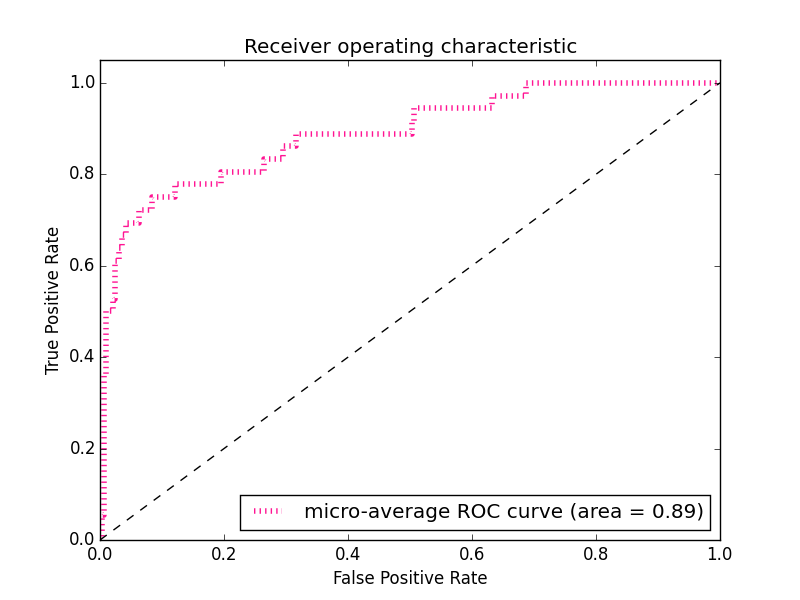 Receiver operating characteristic
True Positive Rate
1.0
0.8
0.6
0.4
0.2
0.0
micro-average ROC curve (area = 0.89)
0.0 0.2 0.4 0.6 0.8 1.0
False Positive Rate